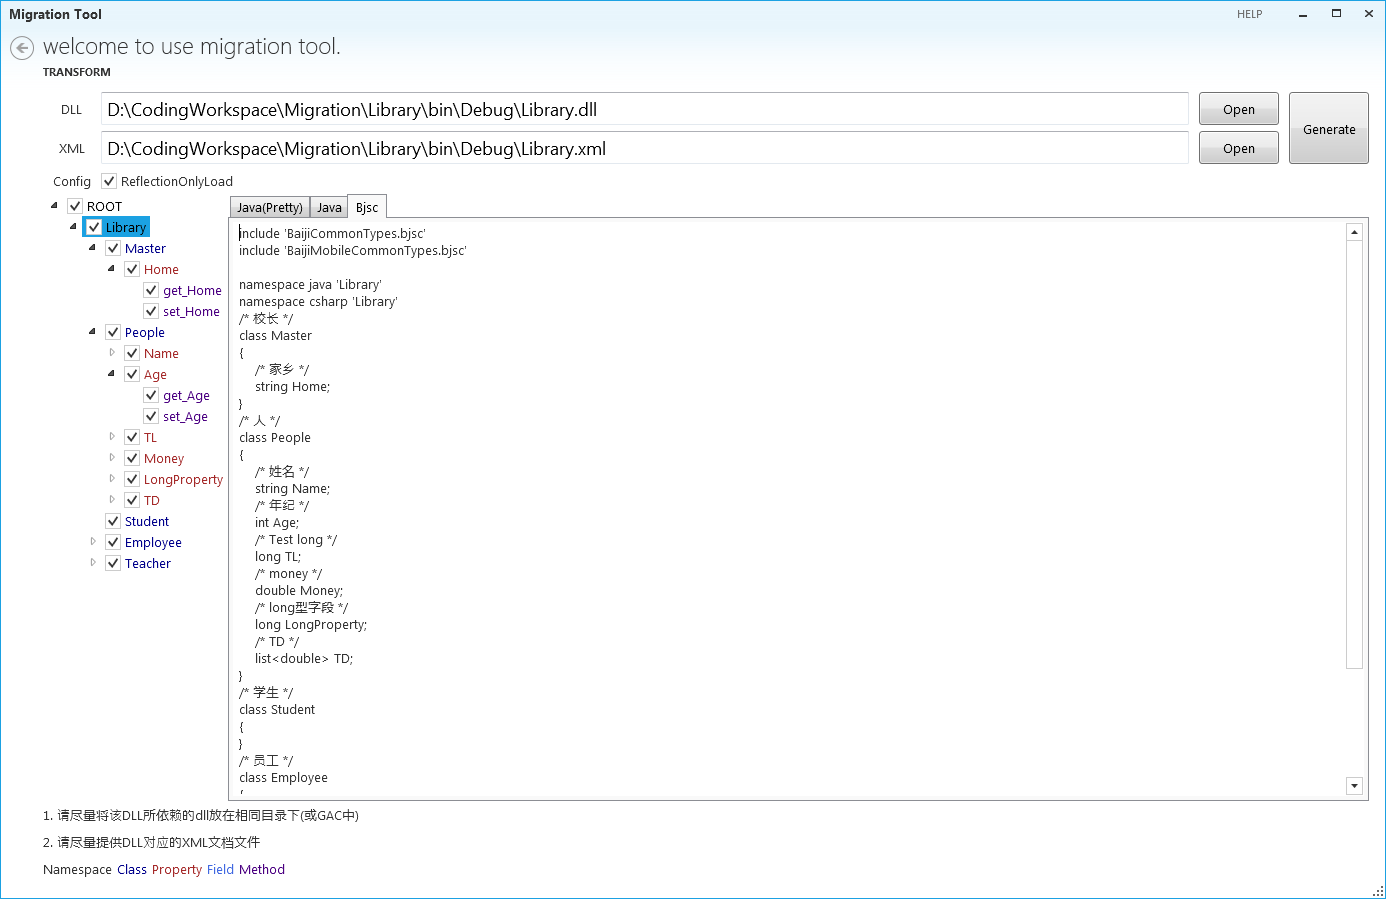 Migration Tool
HELP
welcome to use migration tool.
TRANSFORM
DLL
D:\CodingWorkspace\Migration\Library\bin\Debug\Library.dll
Open
Generate
XML
D:\CodingWorkspace\Migration\Library\bin\Debug\Library.xml
Open
Config
ReflectionOnlyLoad
ROOT
Library
Master
Home
get_Home
set_Home
People
Name
Age
get_Age
set_Age
TL
Money
LongProperty
TD
Student
Employee
Teacher
Java(Pretty)
Java
Bjsc
include 'BaijiCommonTypes.bjsc'
include 'BaijiMobileCommonTypes.bjsc'
namespace java 'Library'
namespace csharp 'Library'
/* 校长 */
class Master
{
/* 家乡 */
string Home;
}
/* 人 */
class People
{
/* 姓名 */
string Name;
/* 年纪 */
int Age;
/* Test long */
long TL;
/* money */
double Money;
/* long型字段 */
long LongProperty;
/* TD */
list<double> TD;
}
/* 学生 */
class Student
{
}
/* 员工 */
class Employee
{
1. 请尽量将该DLL所依赖的dll放在相同目录下(或GAC中)
2. 请尽量提供DLL对应的XML文档文件
Namespace Class Property Field Method